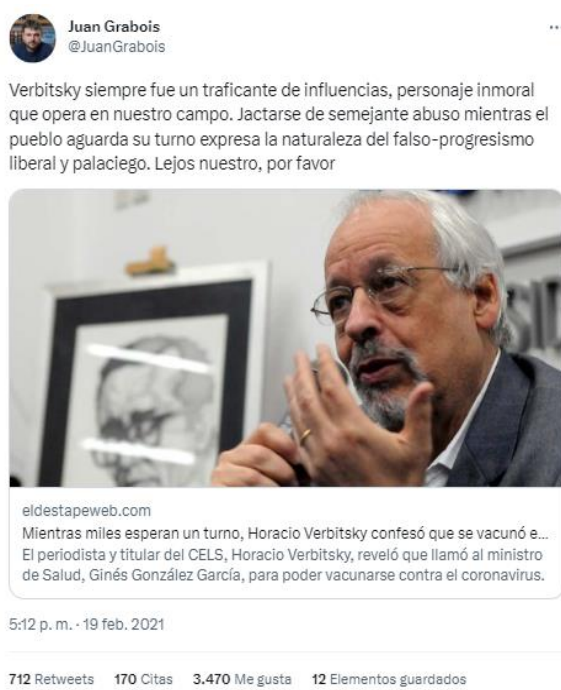 Juan Grabois
@JuanGrabois
Verbitsky siempre fue un traficante de influencias, personaje inmoral
que opera en nuestro campo. Jactarse de semejante abuso mientras el
pueblo aguarda su turno expresa la naturaleza del falso-progresismo
liberal y palaciego. Lejos nuestro, por favor
eldestapeweb.com
Mientras miles esperan un turno, Horacio Verbitsky confesó que se vacunó e...
El periodista y titular del CELS, Horacio Verbitsky, reveló que llamó al ministro
de Salud, Ginés González García, para poder vacunarse contra el coronavirus.
5:12 p. m. · 19 feb. 2021
712 Retweets 170 Citas 3.470 Me gusta 12 Elementos guardados